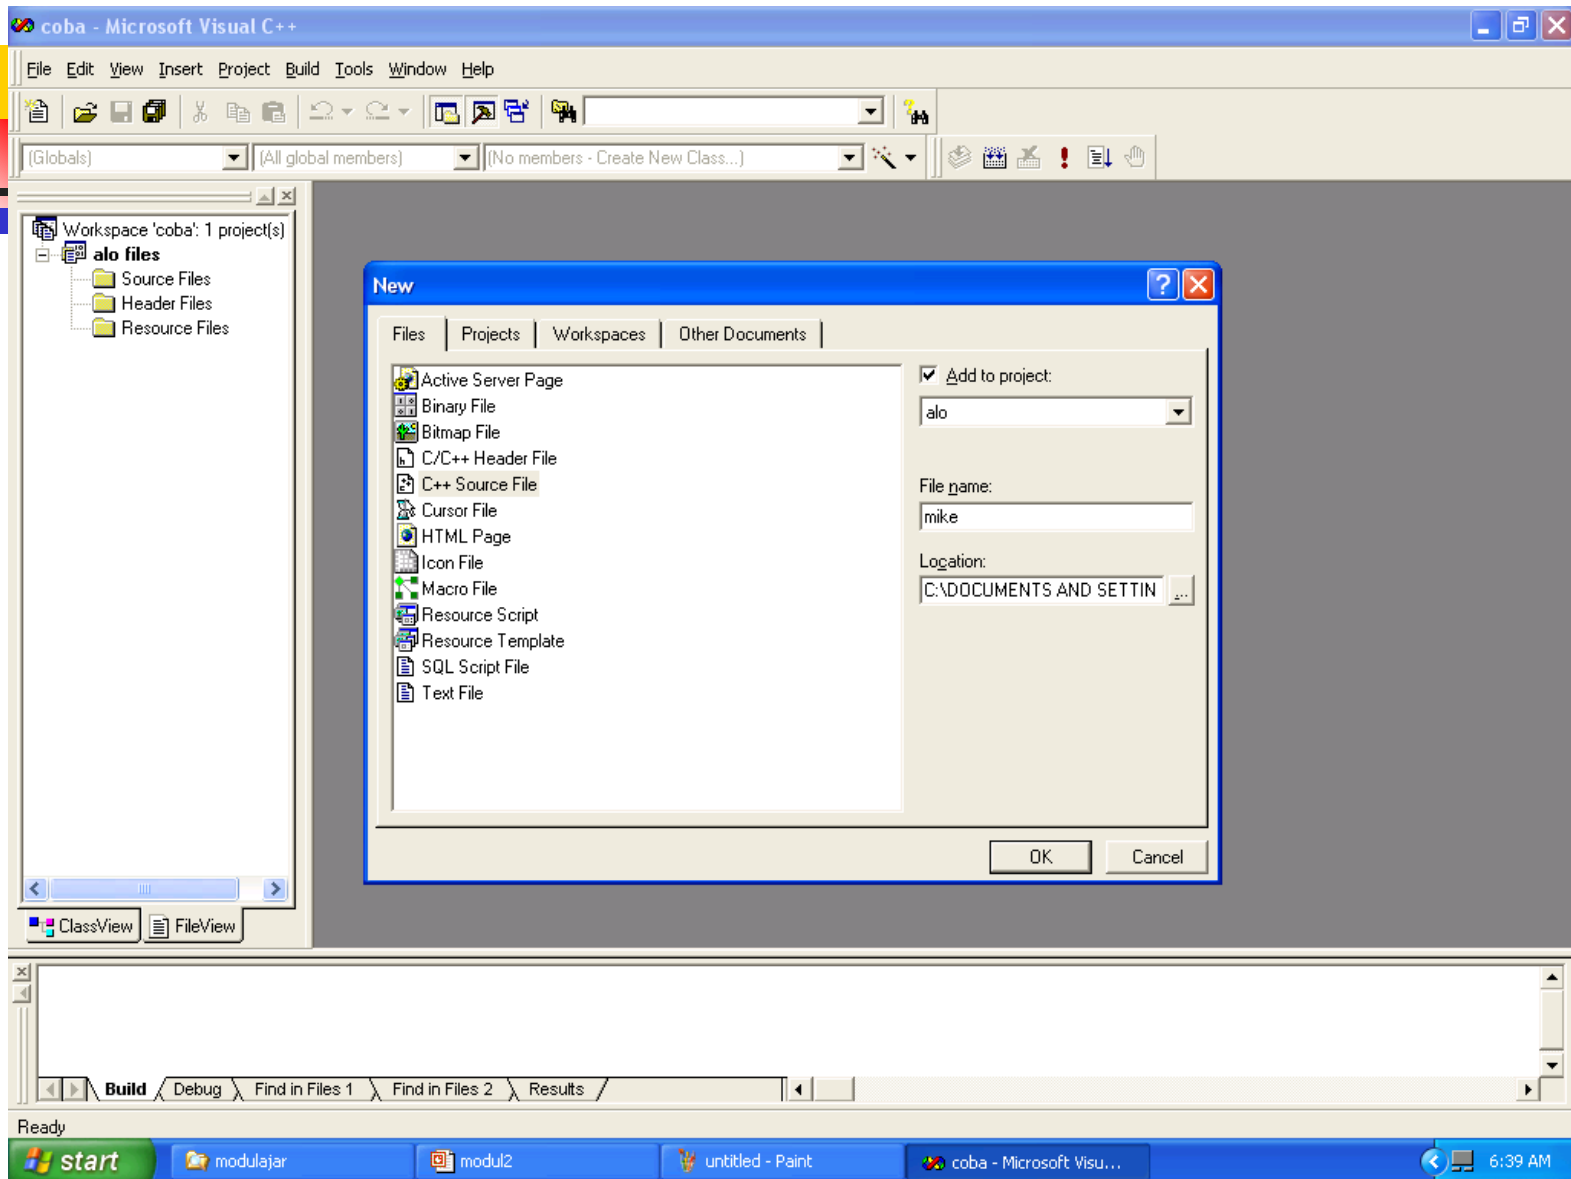 coba - Microsoft Visual C++
File Edit View Insert Project Build Tools Window Help
(Globals) (All global members) (No members - Create New Class...)
Workspace 'coba': 1 project(s)
alo files
Source Files
Header Files
Resource Files
New
Files Projects Workspaces Other Documents
Active Server Page
Binary File
Bitmap File
C/C++ Header File
C++ Source File
Cursor File
HTML Page
Icon File
Macro File
Resource Script
Resource Template
SQL Script File
Text File
Add to project:
alo
File name:
mike
Location:
C:\DOCUMENTS AND SETTIN ...
OK Cancel
ClassView FileView
Build Debug Find in Files 1 Find in Files 2 Results
Ready
start modulajar modul2 untitled - Paint coba - Microsoft Visu... 6:39 AM